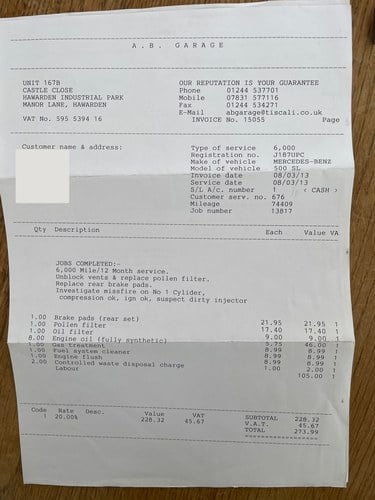 A.B. GARAGE
UNIT 167B
CASTLE CLOSE
HAWARDEN INDUSTRIAL PARK
MANOR LANE, HAWARDEN
VAT No. 595 5394 16
OUR REPUTATION IS YOUR GUARANTEE
Phone 01244 537701
Mobile 07831 577116
Fax 01244 534271
E-Mail abgarage@tiscali.co.uk
INVOICE No. 15055 Page
Customer name & address:
Type of service 6,000
Registration no. J187UPC
Make of vehicle MERCEDES-BENZ
Model of vehicle 500 SL
Invoice date 08/03/13
Service date 08/03/13
S/L A/c. number 1 < CASH >
Customer serv. no. 676
Mileage 74409
Job number 13817
Qty Description Each Value VA
JOBS COMPLETED:-
6,000 Mile/12 Month service.
Unblock vents & replace pollen filter.
Replace rear brake pads.
Investigate missfire on No 1 Cylider,
compression ok, ign ok, suspect dirty injector
1.00 Brake pads (rear set) 21.95 21.95 1
1.00 Pollen filter 17.40 17.40 1
1.00 Oil filter 9.00 9.00 1
8.00 Engine oil (fully synthetic) 5.75 46.00 1
1.00 Gas treatment 8.99 8.99 1
1.00 Fuel system cleaner 8.99 8.99 1
1.00 Engine flush 8.99 8.99 1
2.00 Controlled waste disposal charge 1.00 2.00 1
Labour 105.00 1
Code Rate Desc. Value VAT
1 20.00% 228.32 45.67
SUBTOTAL 228.32
V.A.T. 45.67
TOTAL 273.99